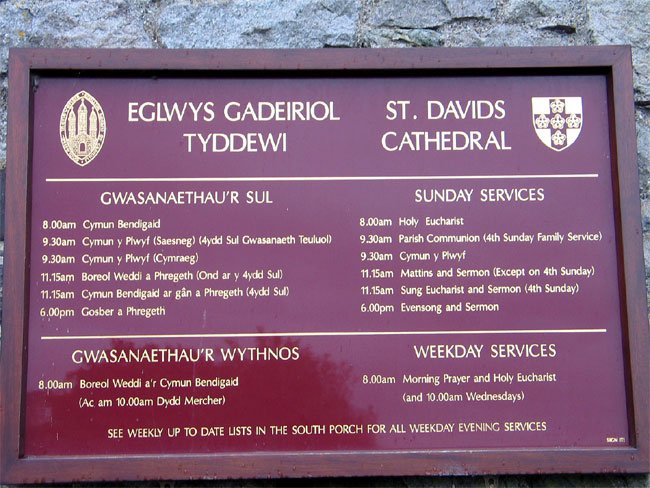 EGLWYS GADEIRIOL
TYDDEWI
ST. DAVIDS
CATHEDRAL
GWASANAETHAU'R SUL
8.00am Cymun Bendigaid
9.30am Cymun y Plwyf (Saesneg) (4ydd Sul Gwasanaeth Teuluol)
9.30am Cymun y Plwyf (Cymraeg)
11.15am Boreol Weddi a Phregeth (Ond ar y 4ydd Sul)
11.15am Cymun Bendigaid ar gân a Phregeth (4ydd Sul)
6.00pm Gosber a Phregeth
SUNDAY SERVICES
8.00am Holy Eucharist
9.30am Parish Communion (4th Sunday Family Service)
9.30am Cymun y Plwyf
11.15am Mattins and Sermon (Except on 4th Sunday)
11.15am Sung Eucharist and Sermon (4th Sunday)
6.00pm Evensong and Sermon
GWASANAETHAU'R WYTHNOS
8.00am Boreol Weddi a'r Cymun Bendigaid
(Ac am 10.00am Dydd Mercher)
WEEKDAY SERVICES
8.00am Morning Prayer and Holy Eucharist
(and 10.00am Wednesdays)
SEE WEEKLY UP TO DATE LISTS IN THE SOUTH PORCH FOR ALL WEEKDAY EVENING SERVICES